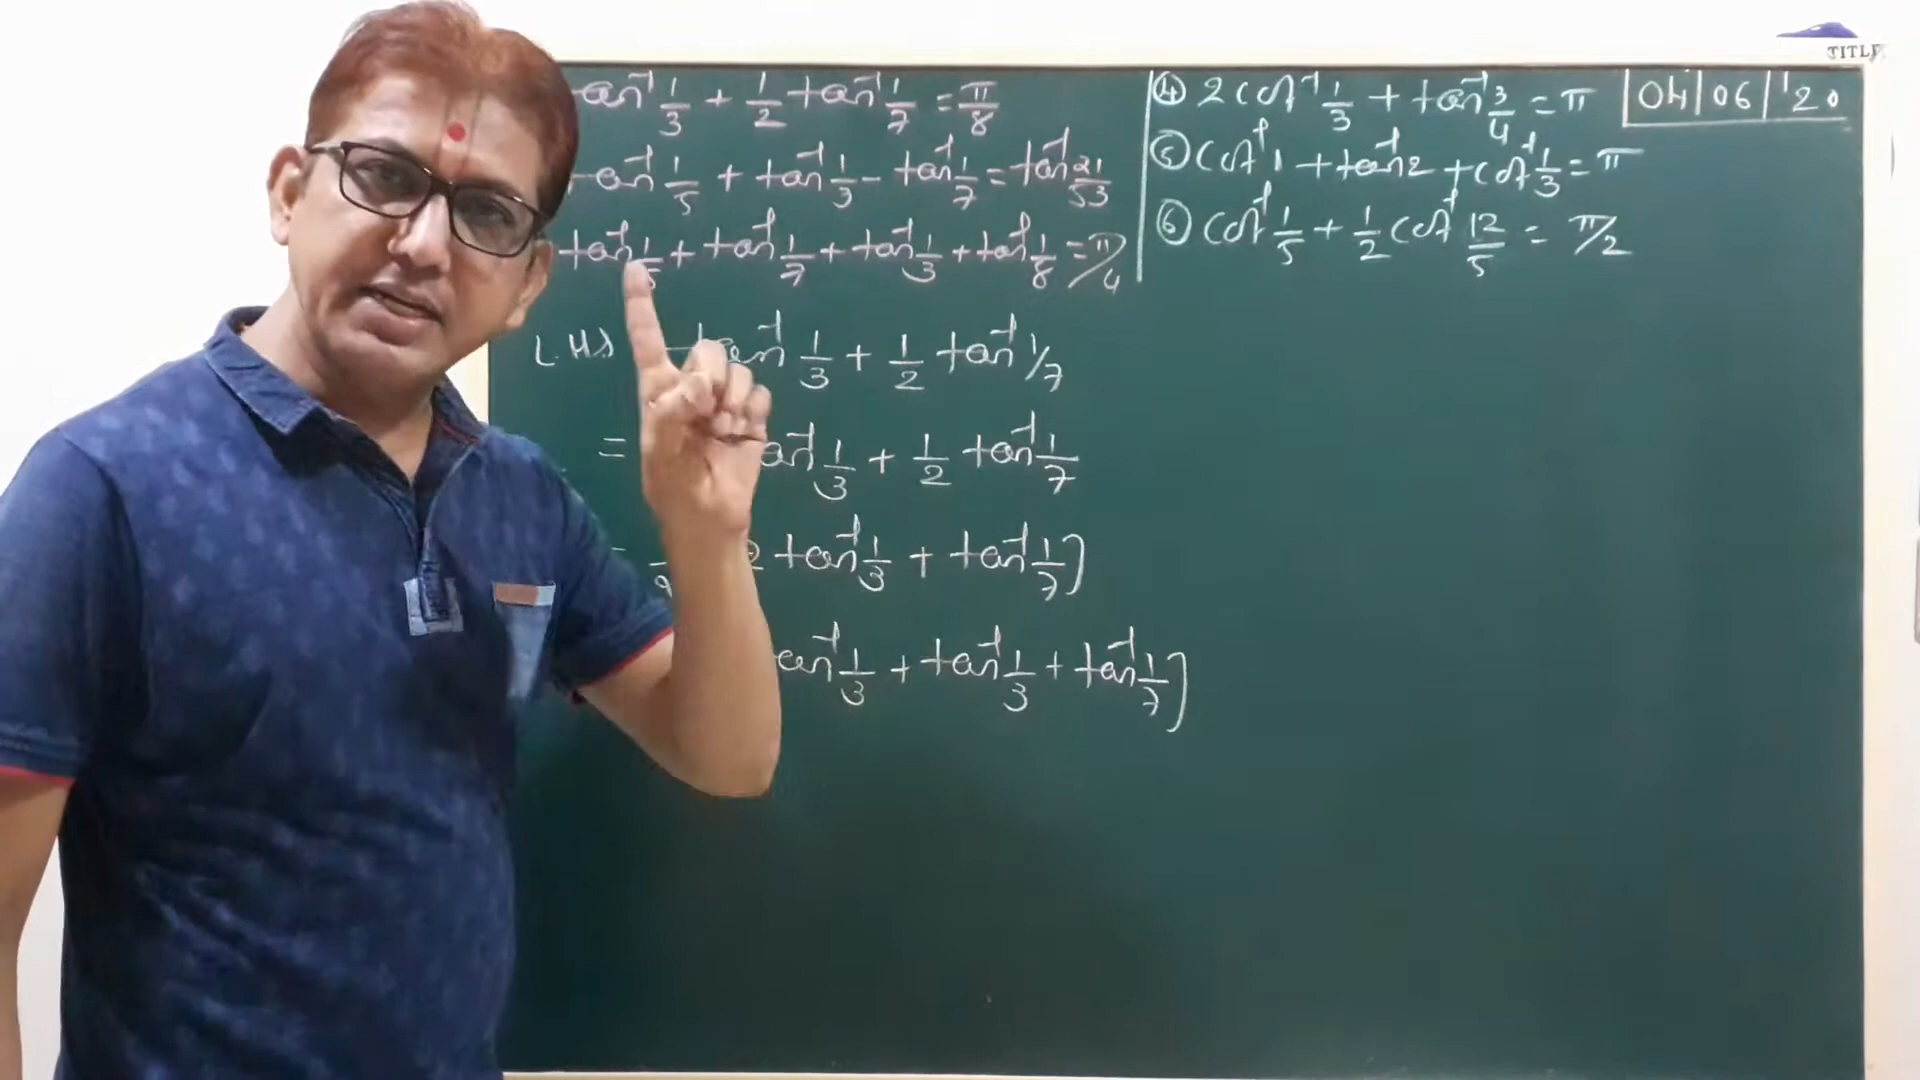 tan⁻¹ 1/3 + 1/2 tan⁻¹ 1/7 = π/8
tan⁻¹ 1/5 + tan⁻¹ 1/3 - tan⁻¹ 1/7 = tan⁻¹ 21/53
tan⁻¹ 1/5 + tan⁻¹ 1/7 + tan⁻¹ 1/3 + tan⁻¹ 1/8 = π/4
④ 2 cot⁻¹ 1/3 + tan⁻¹ 3/4 = π
⑤ cot⁻¹ 1 + tan⁻¹ 2 + cot⁻¹ 1/3 = π
⑥ cot⁻¹ 1/5 + 1/2 cot⁻¹ 12/5 = π/2
04/06/'20
TITLE
L.H.S tan⁻¹ 1/3 + 1/2 tan⁻¹ 1/7
= an⁻¹ 1/3 + 1/2 tan⁻¹ 1/7
2 tan⁻¹ 1/3 + tan⁻¹ 1/7]
an⁻¹ 1/3 + tan⁻¹ 1/3 + tan⁻¹ 1/7]